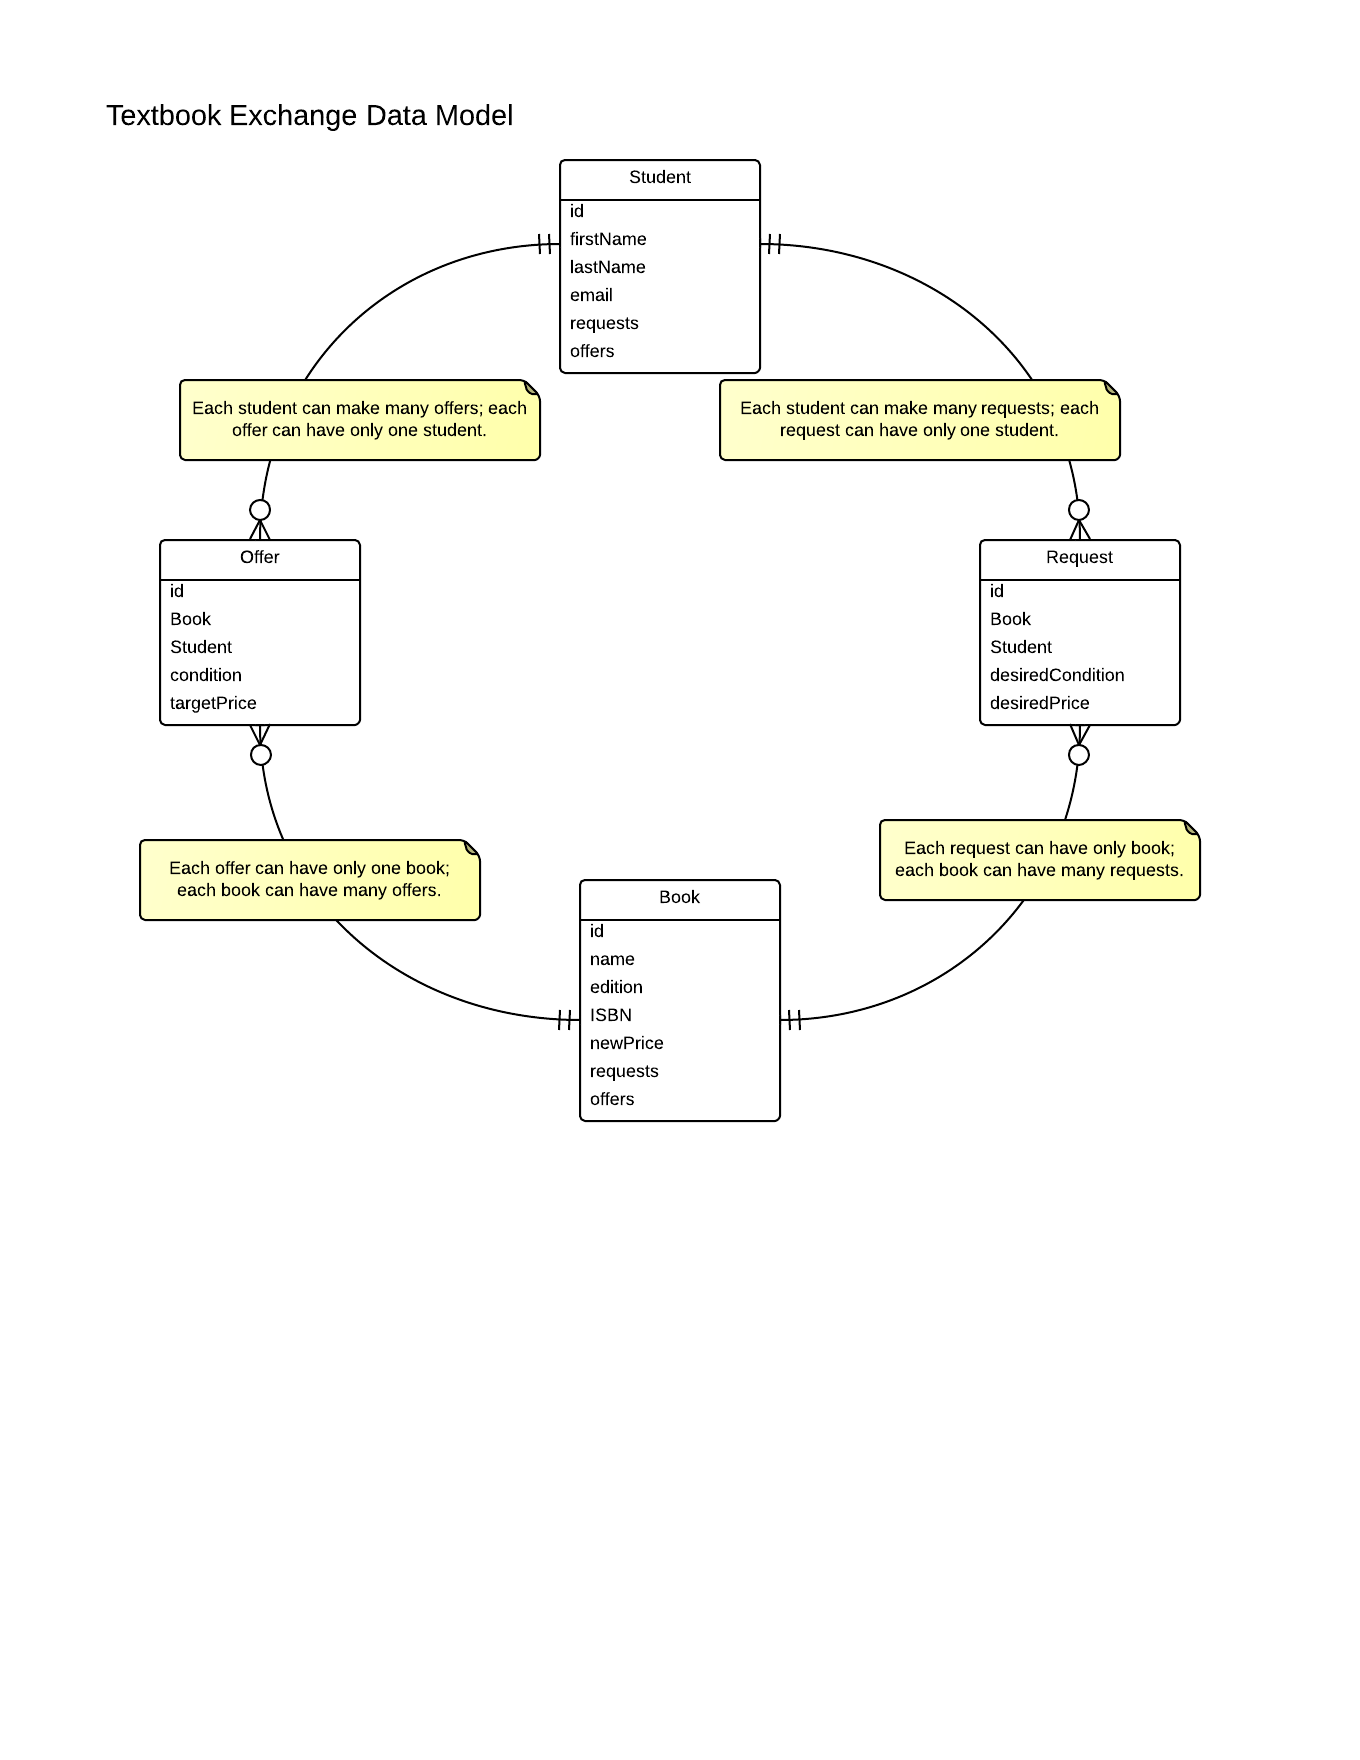 Textbook Exchange Data Model
Student
id
firstName
lastName
email
requests
offers
Each student can make many offers; each
offer can have only one student.
Each student can make many requests; each
request can have only one student.
Offer
id
Book
Student
condition
targetPrice
Request
id
Book
Student
desiredCondition
desiredPrice
Each offer can have only one book;
each book can have many offers.
Each request can have only book;
each book can have many requests.
Book
id
name
edition
ISBN
newPrice
requests
offers